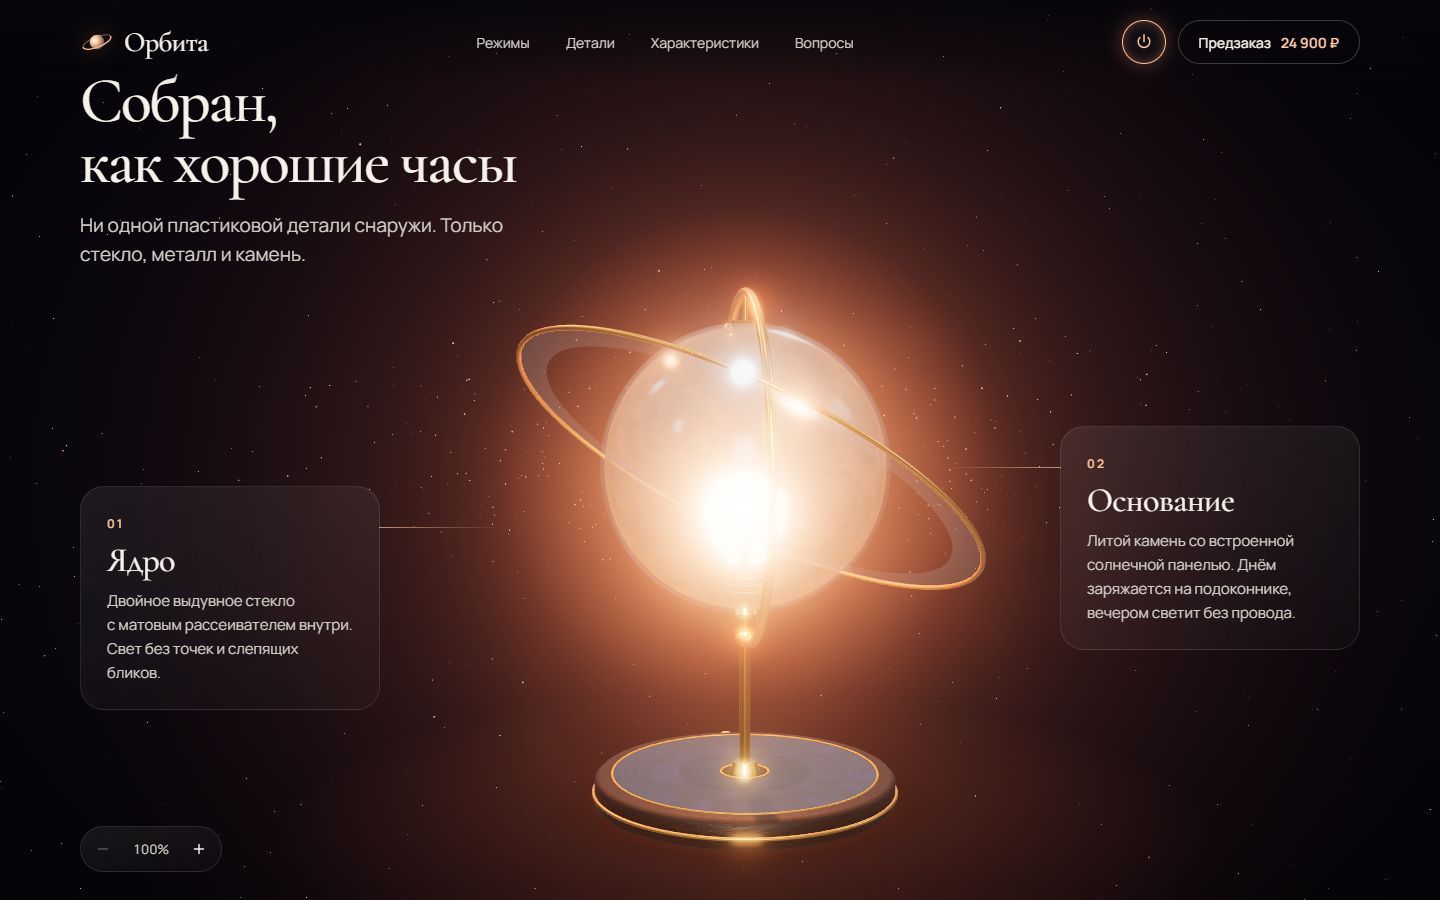 Орбита
Режимы
Детали
Характеристики
Вопросы
Предзаказ 24 900 ₽
Собран,
как хорошие часы
Ни одной пластиковой детали снаружи. Только
стекло, металл и камень.
01
Ядро
Двойное выдувное стекло
с матовым рассеивателем внутри.
Свет без точек и слепящих
бликов.
02
Основание
Литой камень со встроенной
солнечной панелью. Днём
заряжается на подоконнике,
вечером светит без провода.
− 100% +